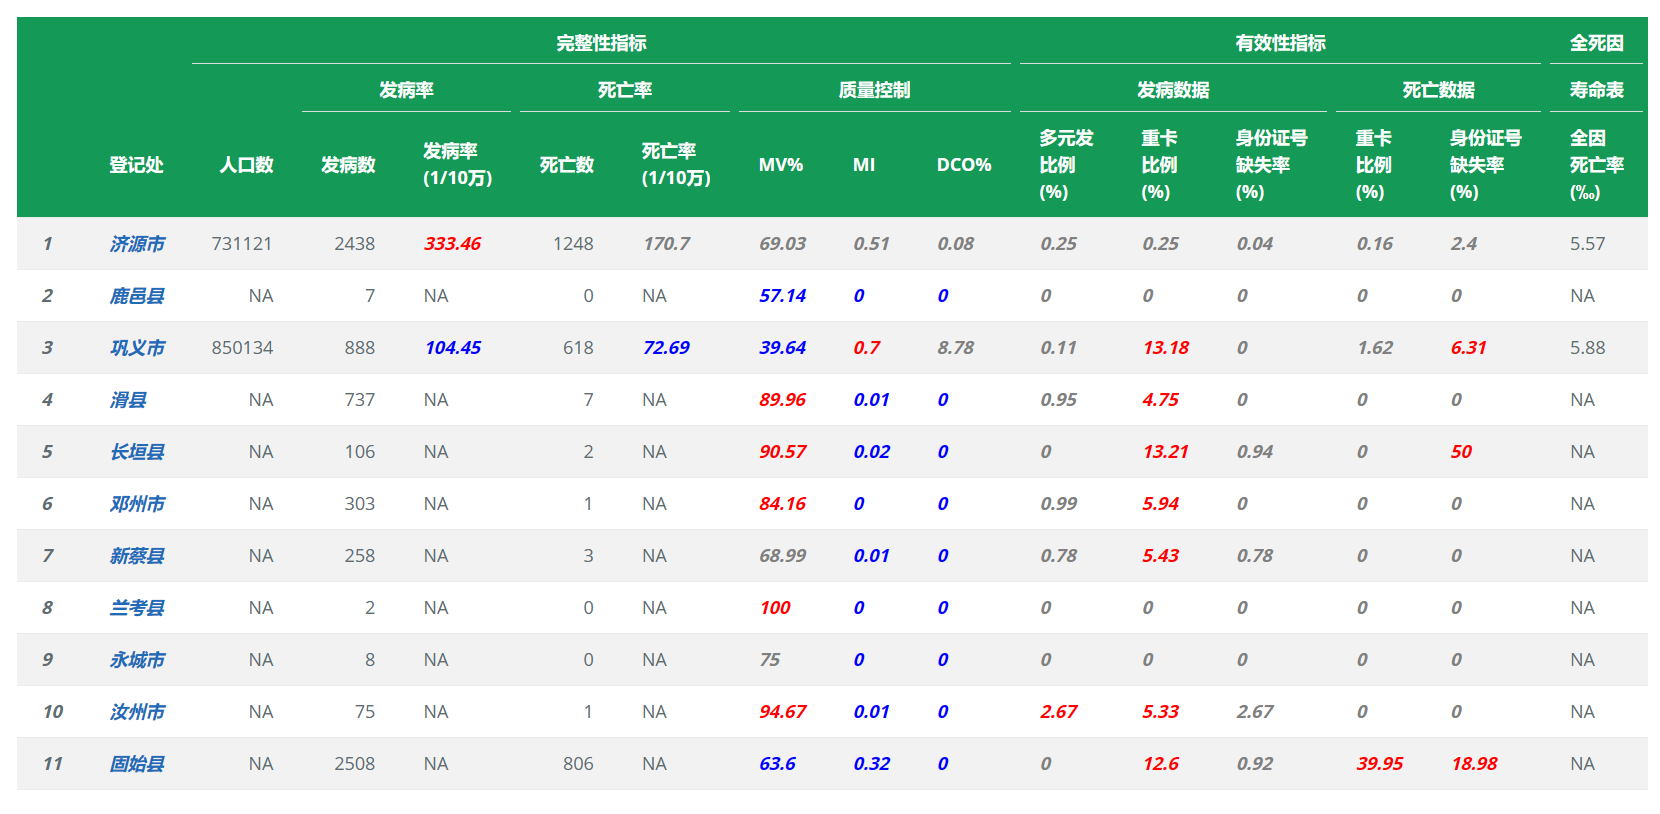 完整性指标 有效性指标 全死因
发病率 死亡率 质量控制 发病数据 死亡数据 寿命表
登记处 人口数 发病数 发病率 (1/10万) 死亡数 死亡率 (1/10万) MV% MI DCO% 多元发比例 (%) 重卡比例 (%) 身份证号缺失率 (%) 重卡比例 (%) 身份证号缺失率 (%) 全因死亡率 (‰)
1 济源市 731121 2438 333.46 1248 170.7 69.03 0.51 0.08 0.25 0.25 0.04 0.16 2.4 5.57
2 鹿邑县 NA 7 NA 0 NA 57.14 0 0 0 0 0 0 0 NA
3 巩义市 850134 888 104.45 618 72.69 39.64 0.7 8.78 0.11 13.18 0 1.62 6.31 5.88
4 滑县 NA 737 NA 7 NA 89.96 0.01 0 0.95 4.75 0 0 0 NA
5 长垣县 NA 106 NA 2 NA 90.57 0.02 0 0 13.21 0.94 0 50 NA
6 邓州市 NA 303 NA 1 NA 84.16 0 0 0.99 5.94 0 0 0 NA
7 新蔡县 NA 258 NA 3 NA 68.99 0.01 0 0.78 5.43 0.78 0 0 NA
8 兰考县 NA 2 NA 0 NA 100 0 0 0 0 0 0 0 NA
9 永城市 NA 8 NA 0 NA 75 0 0 0 0 0 0 0 NA
10 汝州市 NA 75 NA 1 NA 94.67 0.01 0 2.67 5.33 2.67 0 0 NA
11 固始县 NA 2508 NA 806 NA 63.6 0.32 0 0 12.6 0.92 39.95 18.98 NA